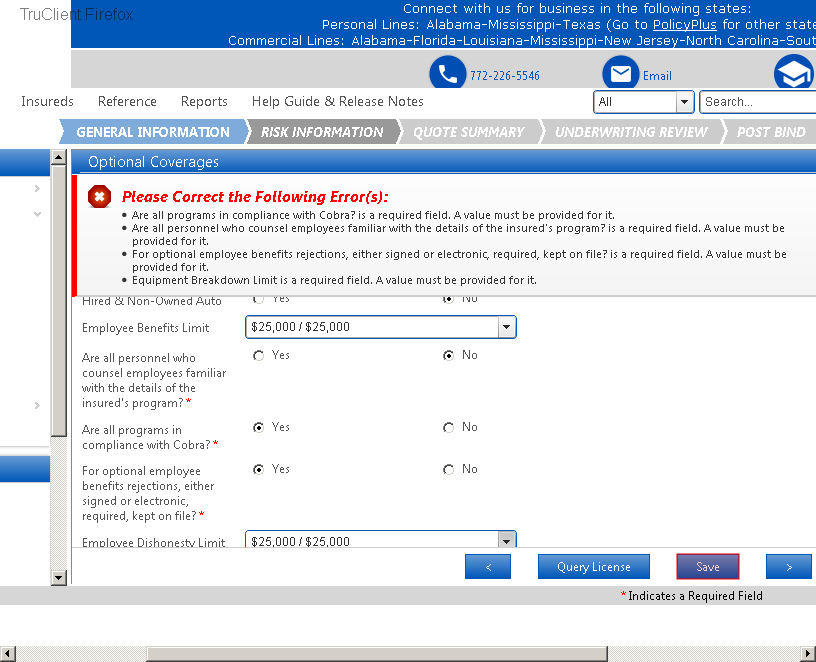 TruClient Firefox
Connect with us for business in the following states:
Personal Lines: Alabama-Mississippi-Texas (Go to PolicyPlus for other state
Commercial Lines: Alabama-Florida-Louisiana-Mississippi-New Jersey-North Carolina-Sout
772-226-5546
Email
Insureds Reference Reports Help Guide & Release Notes
All
Search...
GENERAL INFORMATION RISK INFORMATION QUOTE SUMMARY UNDERWRITING REVIEW POST BIND
Optional Coverages
Please Correct the Following Error(s):
• Are all programs in compliance with Cobra? is a required field. A value must be provided for it.
• Are all personnel who counsel employees familiar with the details of the insured's program? is a required field. A value must be
provided for it.
• For optional employee benefits rejections, either signed or electronic, required, kept on file? is a required field. A value must be
provided for it.
• Equipment Breakdown Limit is a required field. A value must be provided for it.
Hired & Non-Owned Auto Yes No
Employee Benefits Limit $25,000 / $25,000
Are all personnel who Yes No
counsel employees familiar
with the details of the
insured's program? *
Are all programs in Yes No
compliance with Cobra? *
For optional employee Yes No
benefits rejections, either
signed or electronic,
required, kept on file? *
Employee Dishonesty Limit $25,000 / $25,000
< Query License Save >
* Indicates a Required Field